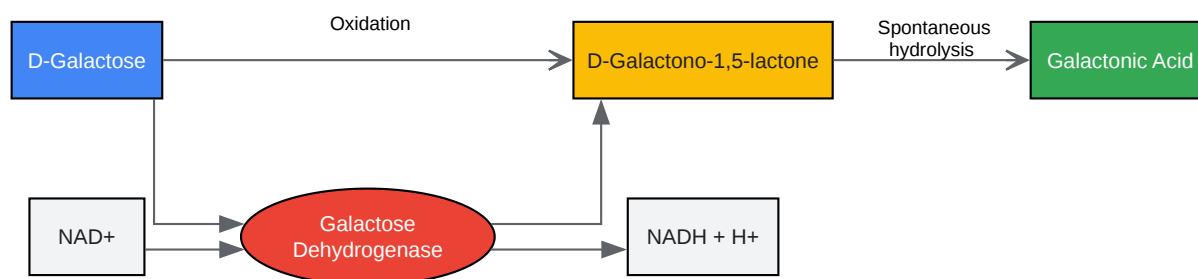 Oxidation
Spontaneous
hydrolysis
D-Galactose
D-Galactono-1,5-lactone
Galactonic Acid
NAD+
Galactose
Dehydrogenase
NADH + H+